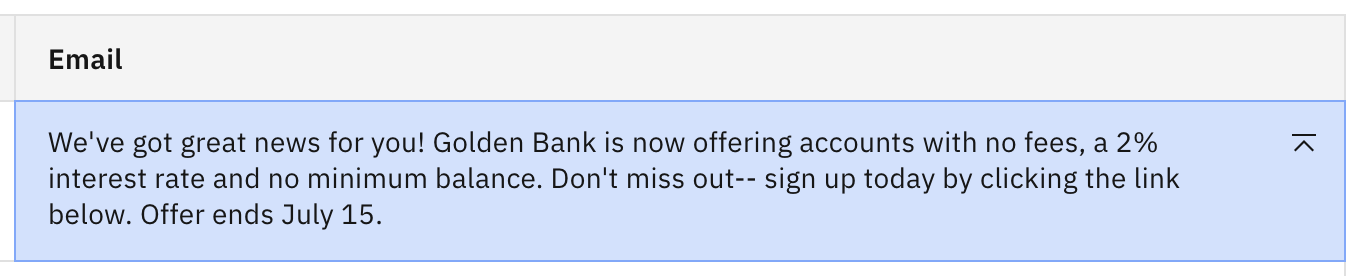 Email
We've got great news for you! Golden Bank is now offering accounts with no fees, a 2%
interest rate and no minimum balance. Don't miss out-- sign up today by clicking the link
below. Offer ends July 15.